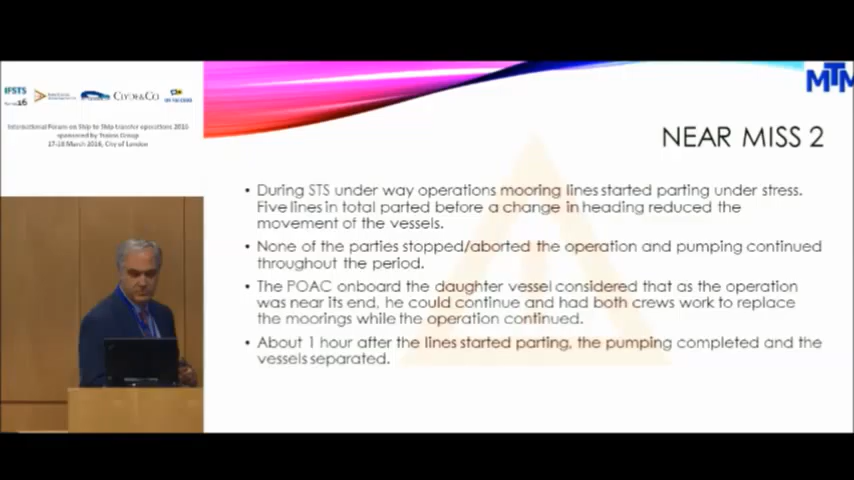 IFSTS
CLYDE&CO
International Forum on Ship to Ship transfer operations 2016
17-18 March 2016, City of London
MTM
NEAR MISS 2
• During STS under way operations mooring lines started parting under stress.
Five lines in total parted before a change in heading reduced the
movement of the vessels.
• None of the parties stopped/aborted the operation and pumping continued
throughout the period.
• The POAC onboard the daughter vessel considered that as the operation
was near its end, he could continue and had both crews work to replace
the moorings while the operation continued.
• About 1 hour after the lines started parting, the pumping completed and the
vessels separated.